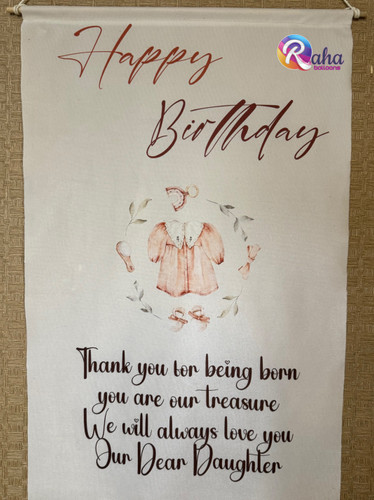 Happy
Raha
balloons
Birthday
Thank you for being born
you are our treasure
We will always love you
Our Dear Daughter